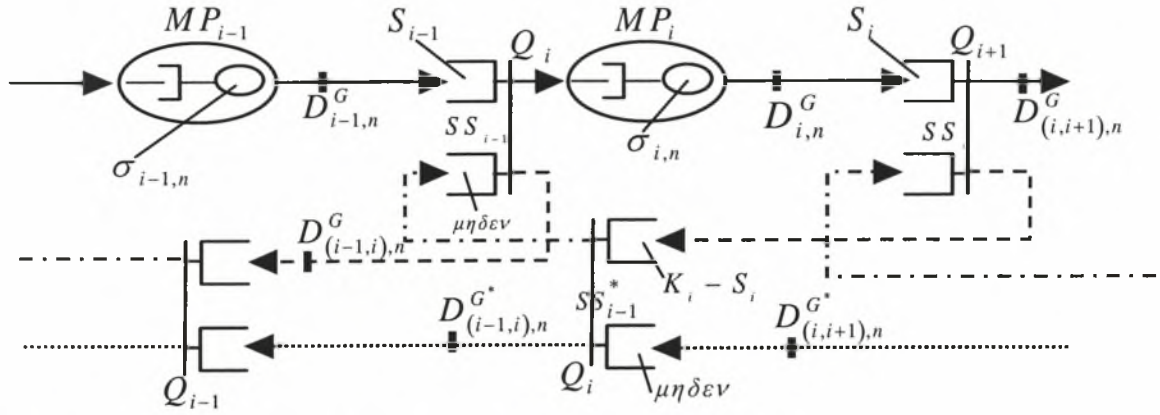 MP_{i-1}
S_{i-1}
Q_i
MP_i
S_i
Q_{i+1}
D^G_{i-1,n}
D^G_{i,n}
D^G_{(i,i+1),n}
SS_{i-1}
SS
σ_{i-1,n}
σ_{i,n}
μηδεν
D^G_{(i-1,i),n}
K_i - S_i
SS^*_{i-1}
D^{G*}_{(i-1,i),n}
D^{G*}_{(i,i+1),n}
Q_{i-1}
Q_i
μηδεν